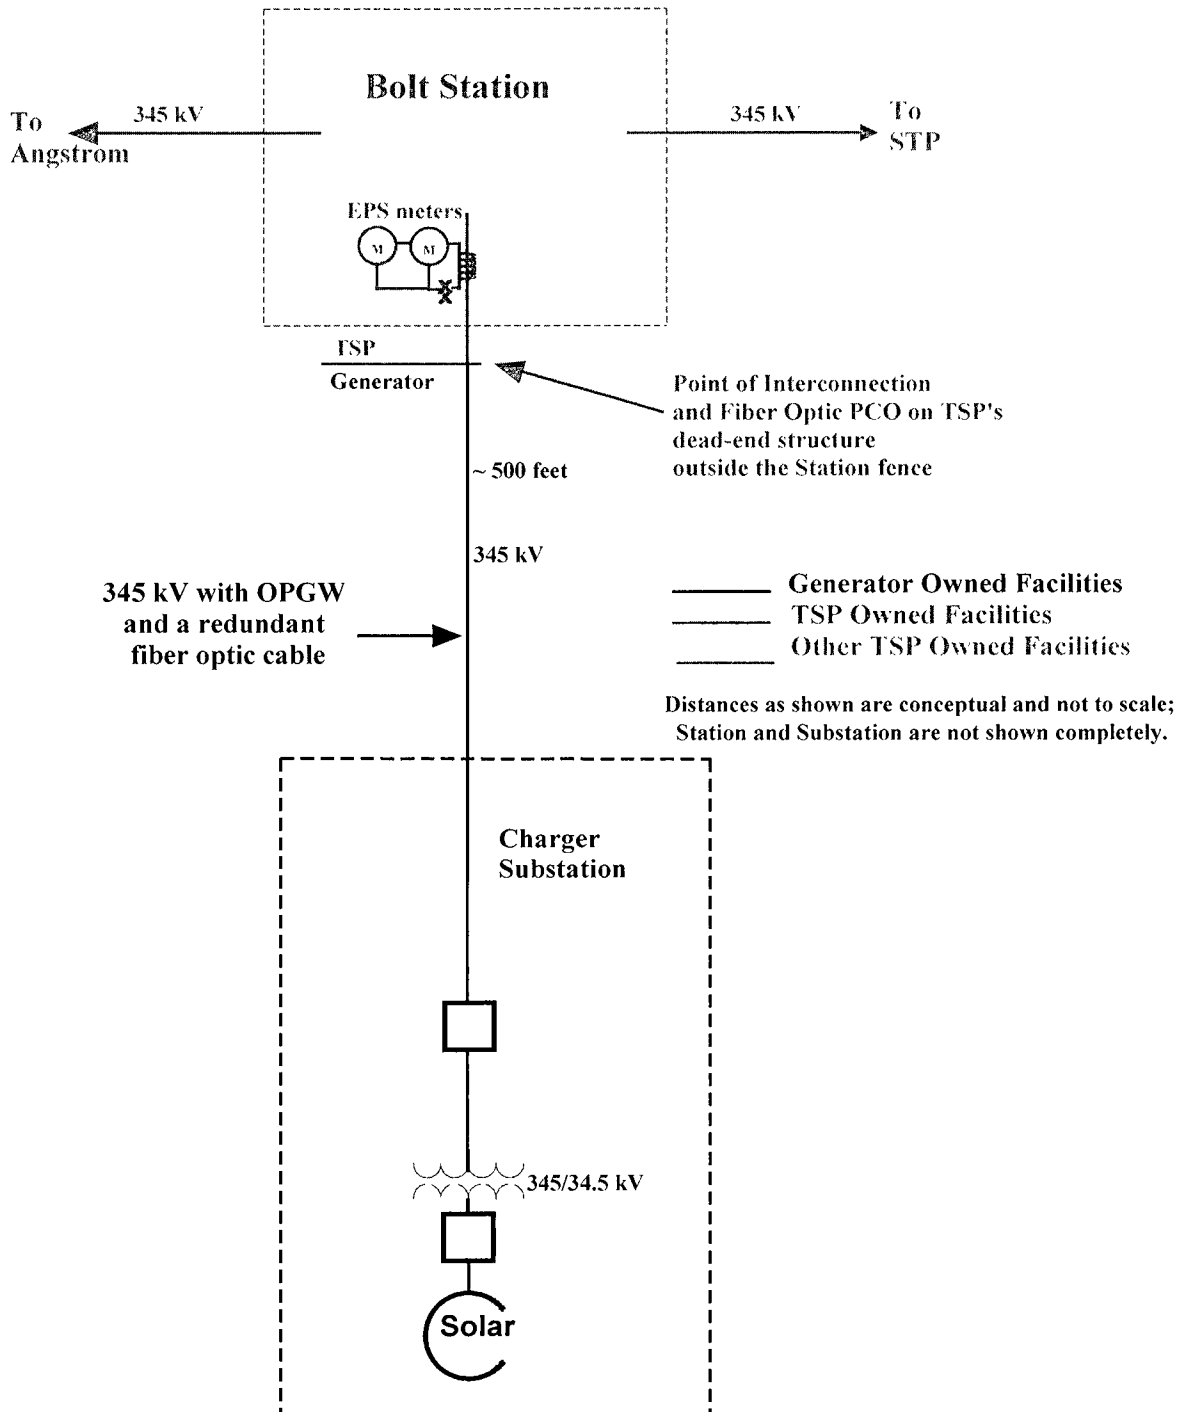 Bolt Station
345 kV
345 kV
To
Angstrom
To
STP
EPS meters
M
M
TSP
Generator
Point of Interconnection
and Fiber Optic PCO on TSP's
dead-end structure
outside the Station fence
~ 500 feet
345 kV
345 kV with OPGW
and a redundant
fiber optic cable
Generator Owned Facilities
TSP Owned Facilities
Other TSP Owned Facilities
Distances as shown are conceptual and not to scale;
Station and Substation are not shown completely.
Charger
Substation
345/34.5 kV
Solar